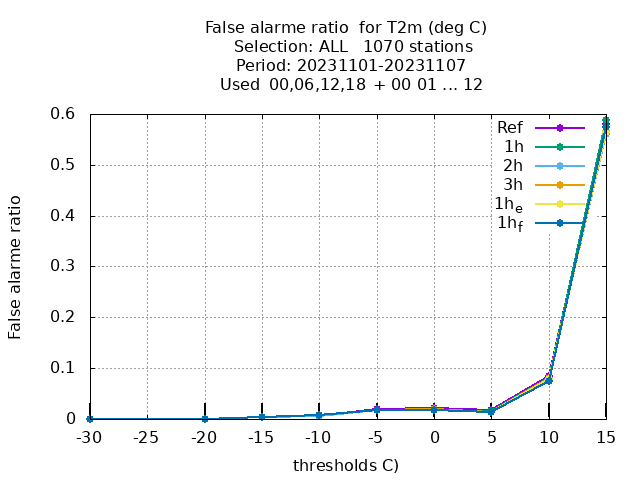 False alarme ratio  for T2m (deg C)
Selection: ALL   1070 stations
Period: 20231101-20231107
Used  00,06,12,18  + 00 01 ... 12
0.6
0.5
0.4
0.3
0.2
0.1
0
False alarme ratio
Ref
1h
2h
3h
1h_e
1h_f
-30 -25 -20 -15 -10 -5 0 5 10 15
thresholds C)